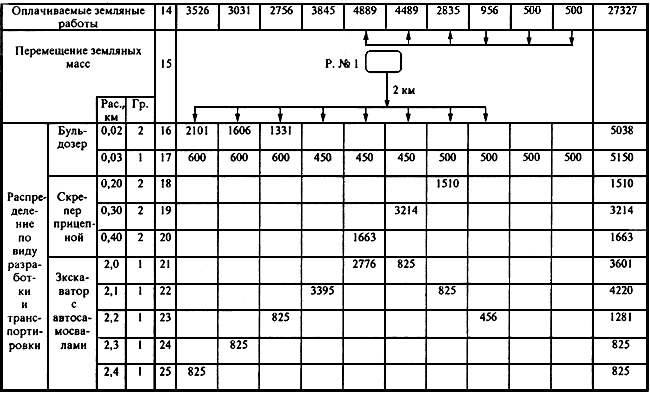 Оплачиваемые земляные 14 3526 3031 2756 3845 4889 4489 2835 956 500 500 27327
работы
Перемещение земляных
масс
15
Р. № 1
2 км
Рас., Гр.
км
Распре-
деле-
ние
по
виду
разра-
бот-
ки
и
транс-
порти-
ровки
Буль-
дозер
0,02 2 16 2101 1606 1331 5038
0,03 1 17 600 600 600 450 450 450 500 500 500 500 5150
Скре-
пер
прицеп-
ной
0,20 2 18 1510 1510
0,30 2 19 3214 3214
0,40 2 20 1663 1663
Зкска-
ватор
с
автоса-
мосва-
лами
2,0 1 21 2776 825 3601
2,1 1 22 3395 825 4220
2,2 1 23 825 456 1281
2,3 1 24 825 825
2,4 1 25 825 825